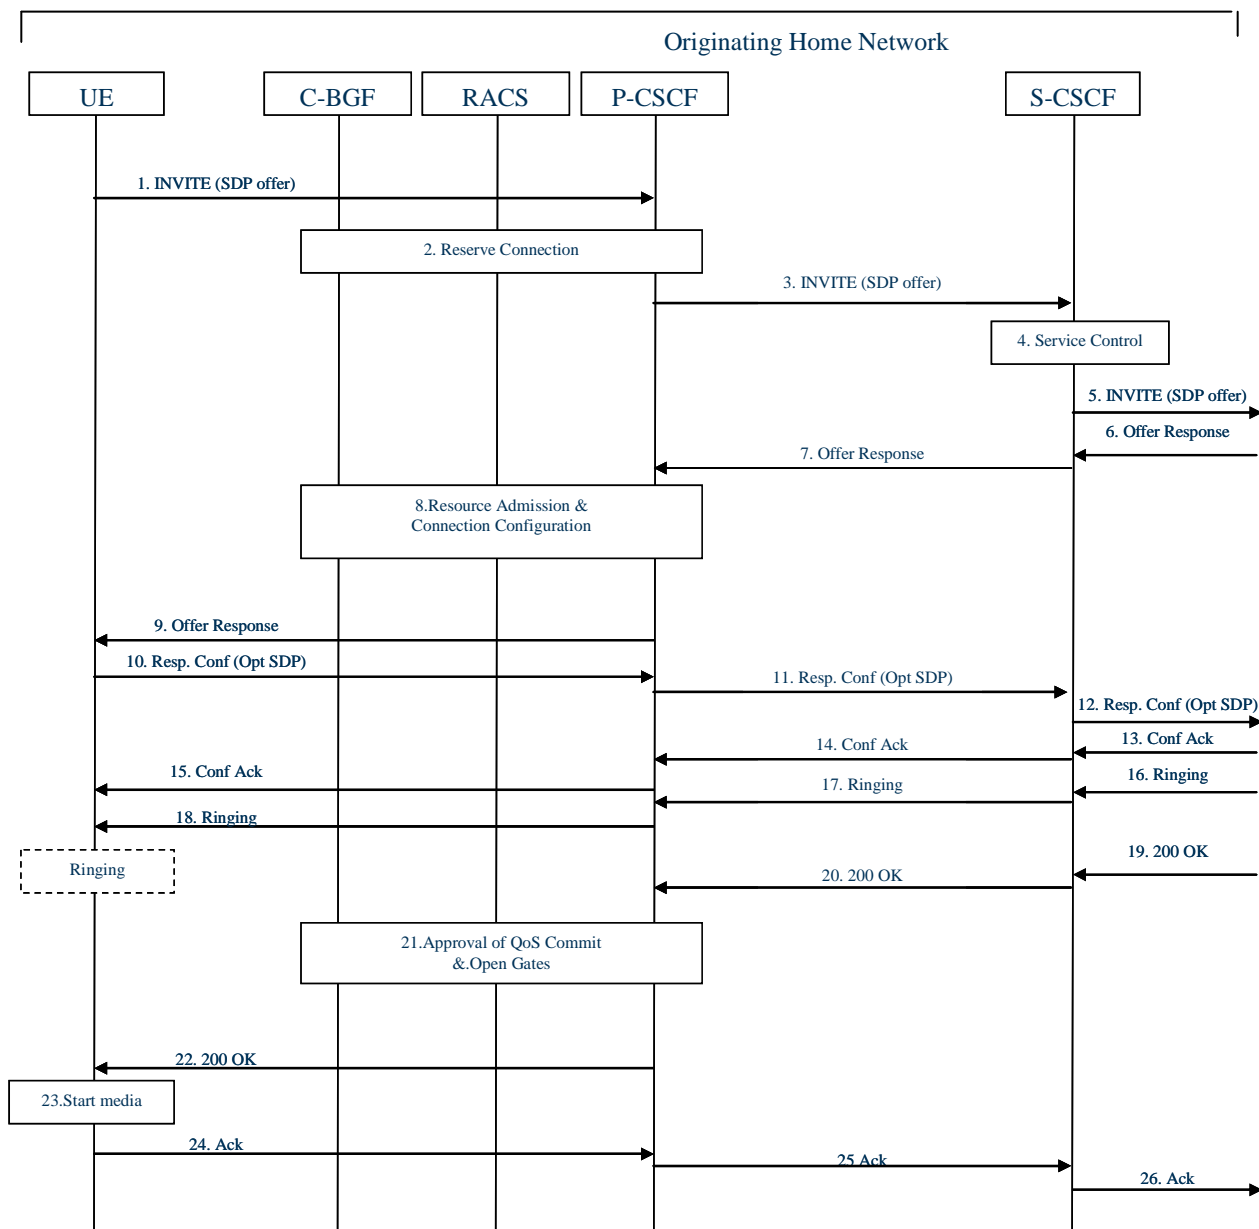 Originating Home Network
UE
C-BGF
RACS
P-CSCF
S-CSCF
1. INVITE (SDP offer)
2. Reserve Connection
3. INVITE (SDP offer)
4. Service Control
5. INVITE (SDP offer)
6. Offer Response
7. Offer Response
8.Resource Admission &
Connection Configuration
9. Offer Response
10. Resp. Conf (Opt SDP)
11. Resp. Conf (Opt SDP)
12. Resp. Conf (Opt SDP)
13. Conf Ack
14. Conf Ack
15. Conf Ack
16. Ringing
17. Ringing
18. Ringing
Ringing
19. 200 OK
20. 200 OK
21.Approval of QoS Commit
&.Open Gates
22. 200 OK
23.Start media
24. Ack
25 Ack
26. Ack